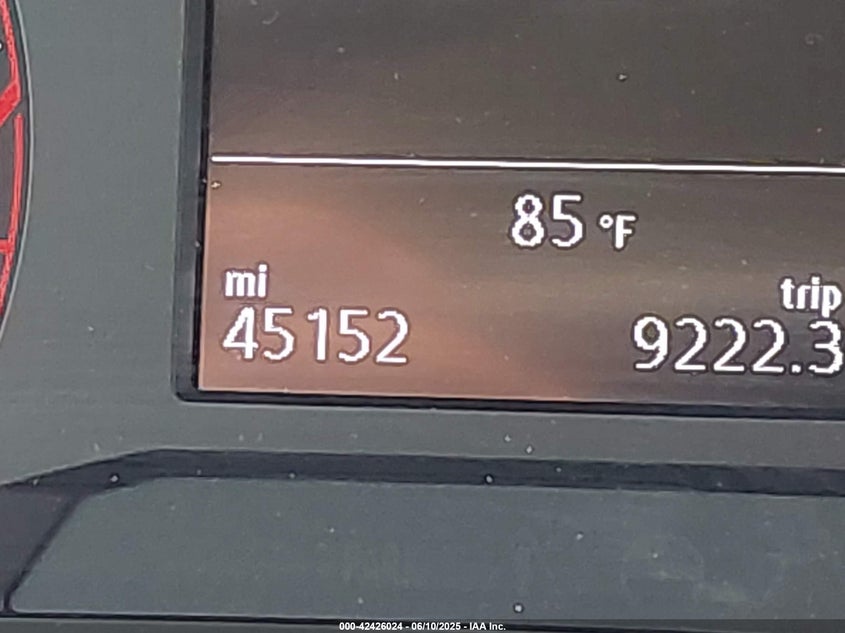 85 °F
mi
trip
45152
9222.3
000-42426024 - 06/10/2025 - IAA Inc.